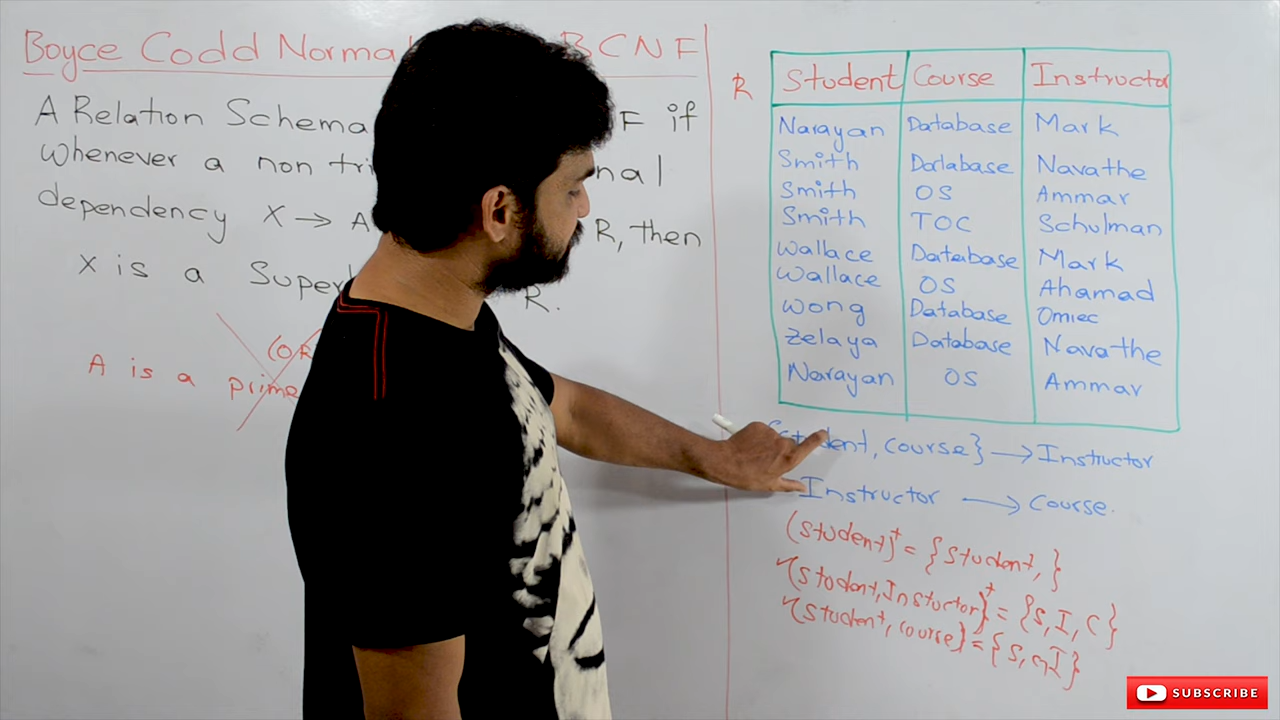 Boyce Codd Norma BCNF
A Relation Schema F if
whenever a non tri nal
dependency X → A R, then
X is a Super R.
(OR
A is a prime
R
Student Course Instructor
Narayan Database Mark
Smith Database Navathe
Smith OS Ammar
Smith TOC Schulman
Wallace Database Mark
Wallace OS Ahamad
Wong Database Omiec
Zelaya Database Navathe
Narayan OS Ammar
{Student, Course} → Instructor
Instructor → Course.
(Student)+ = {Student, }
(Student, Instuctor}+ = {S, I, C}
(Student, Course}+ = {S, C, I}
SUBSCRIBE